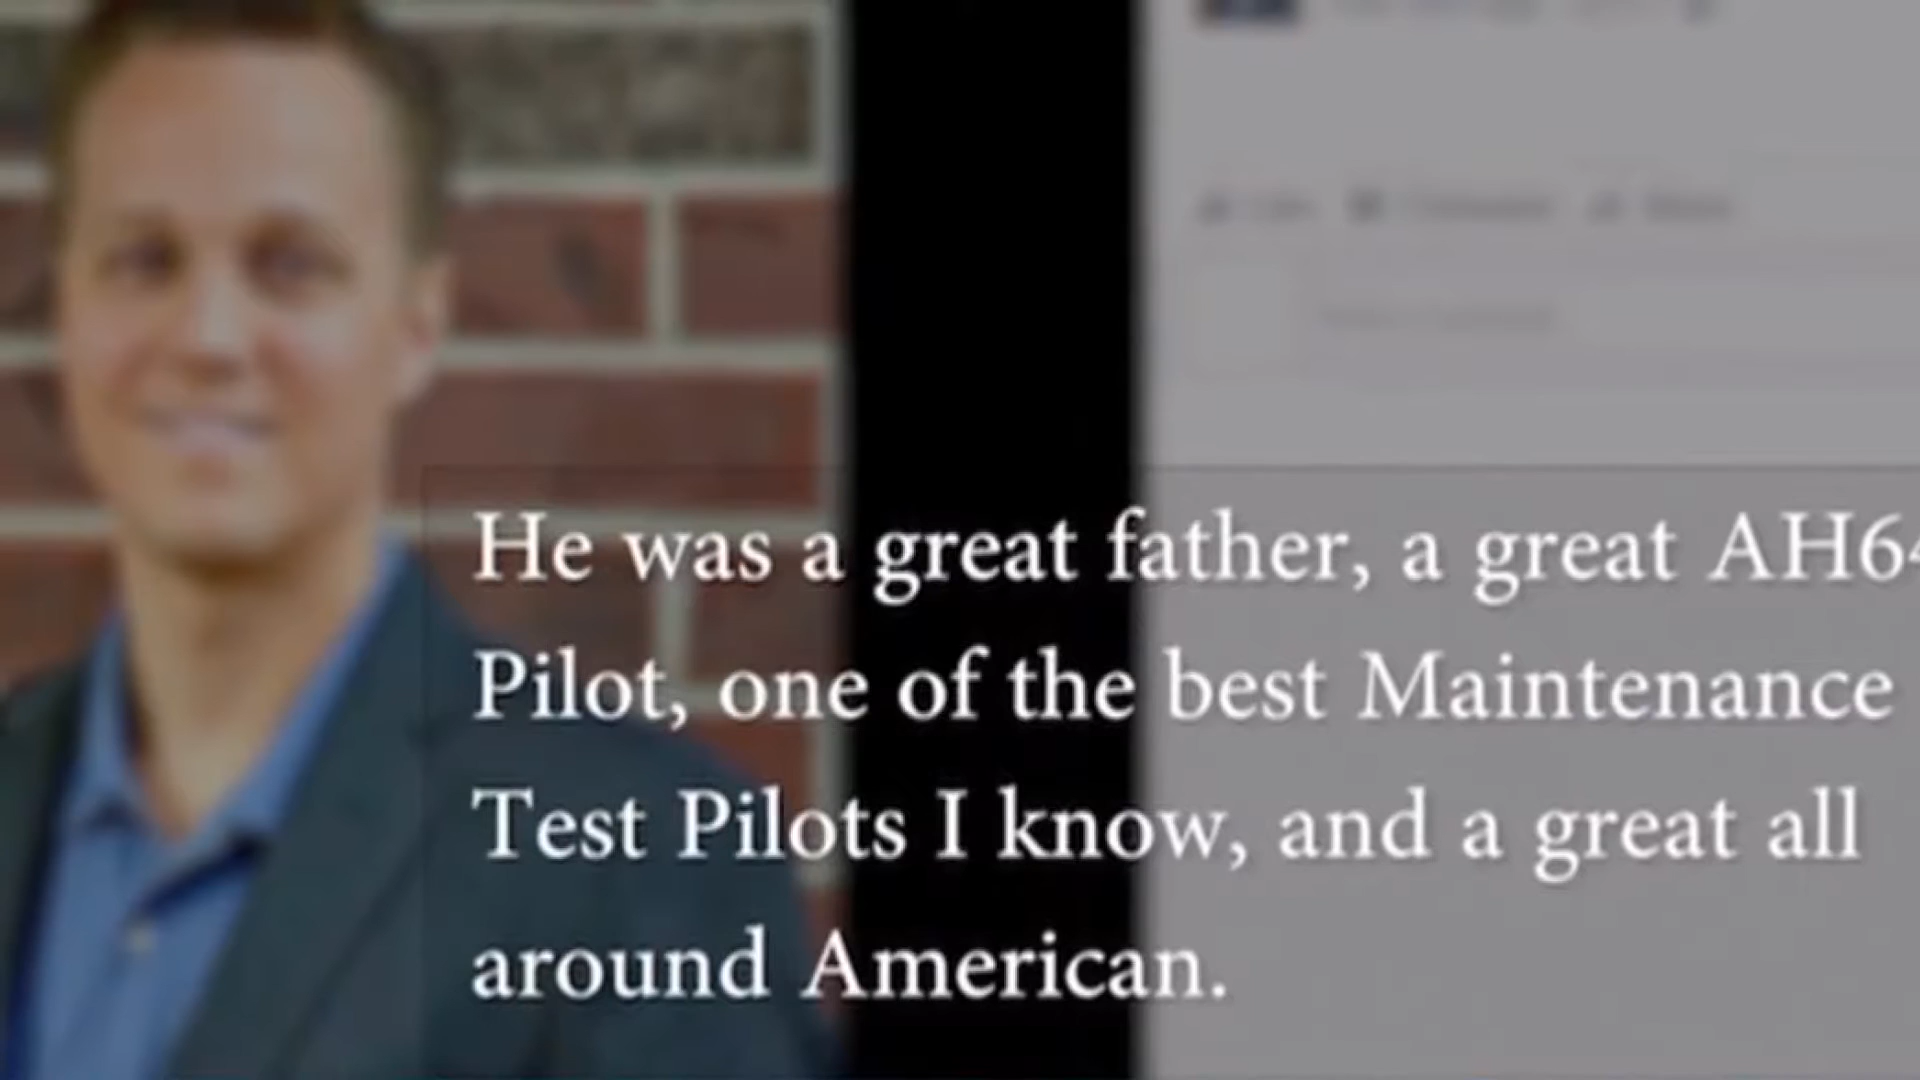 He was a great father, a great AH64
Pilot, one of the best Maintenance
Test Pilots I know, and a great all
around American.